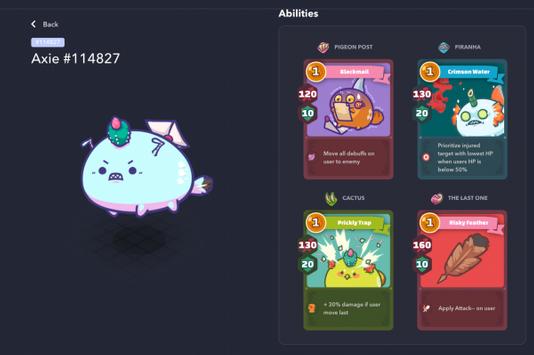 Back
Abilities
#114827
Axie #114827
PIGEON POST
PIRANHA
1
Blackmail
120
10
Move all debuffs on
user to enemy
1
Crimson Water
130
20
Prioritize injured
target with lowest HP
when users HP is
below 50%
CACTUS
THE LAST ONE
1
Prickly Trap
130
20
+ 20% damage if user
move last
1
Risky Feather
160
10
Apply Attack-- on user